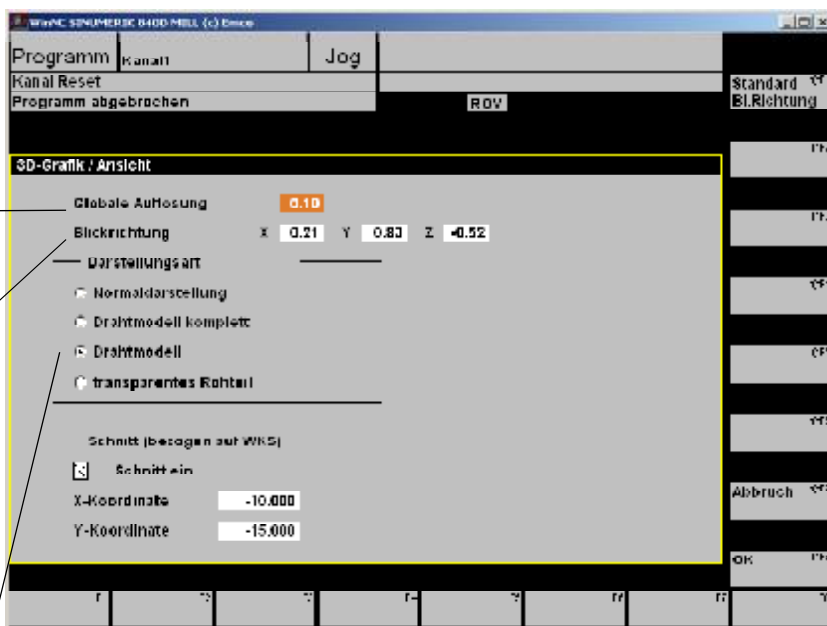 WinNC SINUMERIK 840D MILL (c) Emco
Programm Kanal1 Jog
Kanal Reset
Programm abgebrochen ROV
Standard
Bl.Richtung
3D-Grafik / Ansicht
Globale Auflösung 0.10
Blickrichtung X 0.21 Y 0.83 Z -0.52
Darstellungsart
Normaldarstellung
Drahtmodell komplett
Drahtmodell
transparentes Rohteil
Schnitt (bezogen auf WKS)
Schnitt ein
X-Koordinate -10.000
Y-Koordinate -15.000
Abbruch
OK